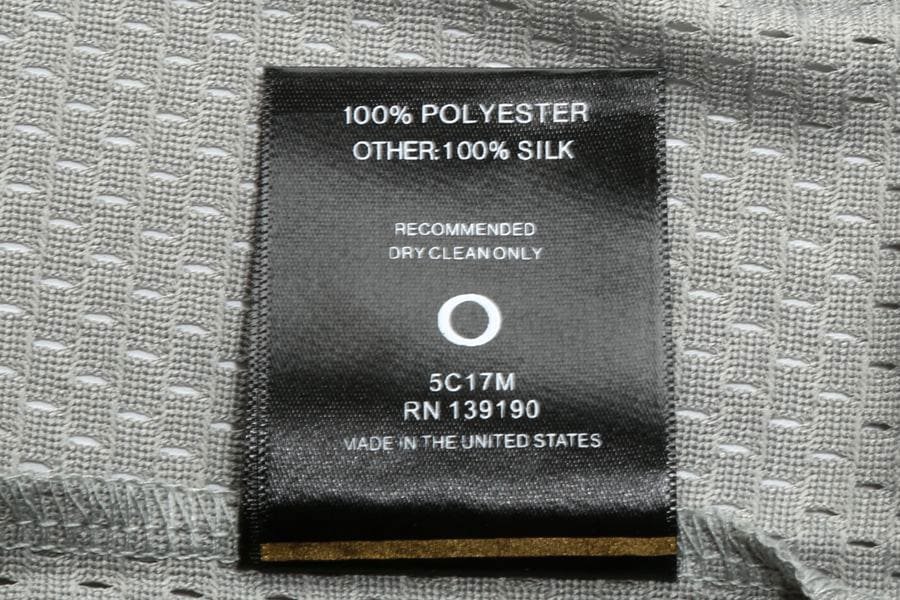 100% POLYESTER
OTHER:100% SILK
RECOMMENDED
DRY CLEAN ONLY
5C17M
RN 139190
MADE IN THE UNITED STATES